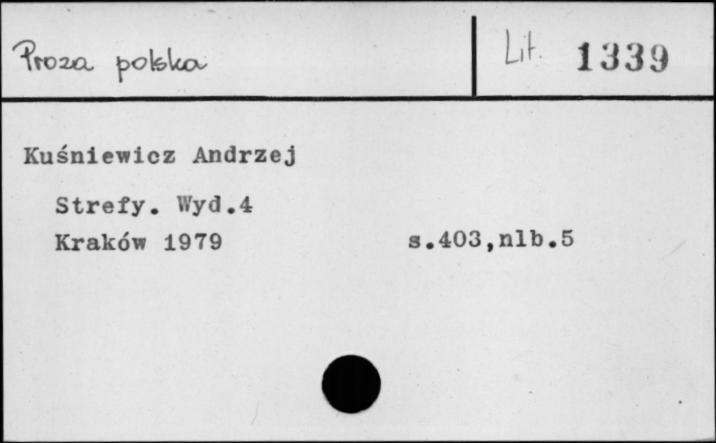 Proza polska
Lit. 1339
Kuśniewicz Andrzej
Strefy. Wyd.4
Kraków 1979 s.403,nlb.5